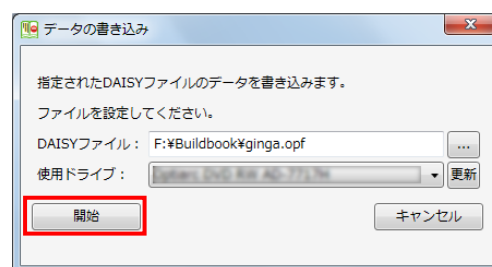 データの書き込み
指定されたDAISYファイルのデータを書き込みます。
ファイルを設定してください。
DAISYファイル： F:¥Buildbook¥ginga.opf ...
使用ドライブ： 更新
開始 キャンセル